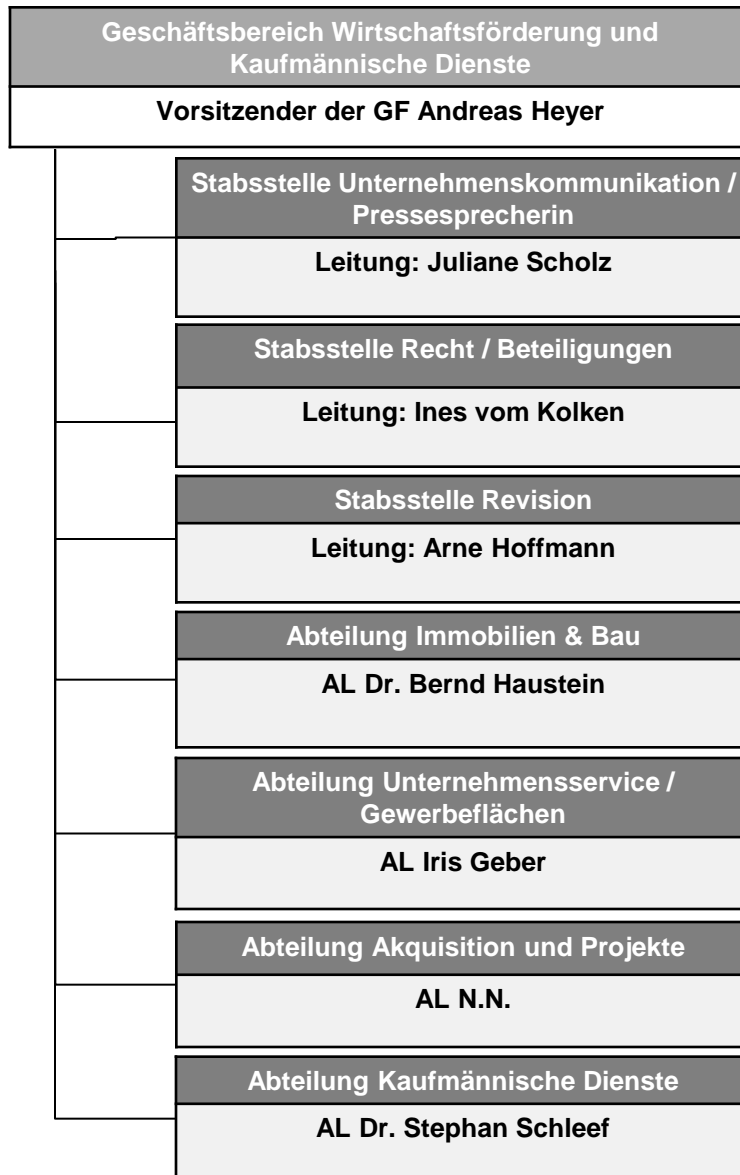 Geschäftsbereich Wirtschaftsförderung und
Kaufmännische Dienste
Vorsitzender der GF Andreas Heyer
Stabsstelle Unternehmenskommunikation /
Pressesprecherin
Leitung: Juliane Scholz
Stabsstelle Recht / Beteiligungen
Leitung: Ines vom Kolken
Stabsstelle Revision
Leitung: Arne Hoffmann
Abteilung Immobilien & Bau
AL Dr. Bernd Haustein
Abteilung Unternehmensservice /
Gewerbeflächen
AL Iris Geber
Abteilung Akquisition und Projekte
AL N.N.
Abteilung Kaufmännische Dienste
AL Dr. Stephan Schleef